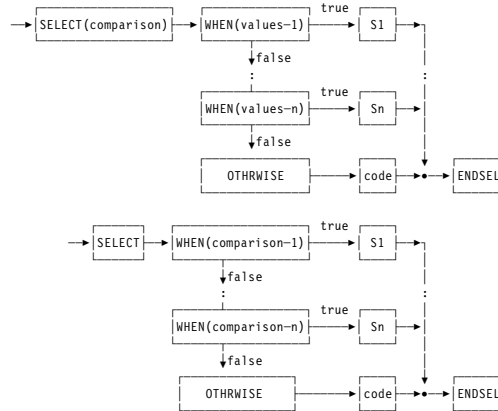 true
SELECT(comparison) WHEN(values–1) S1
false
:
:
true
WHEN(values–n) Sn
false
OTHRWISE code ENDSEL
true
SELECT WHEN(comparison–1) S1
false
:
:
true
WHEN(comparison–n) Sn
false
OTHRWISE code ENDSEL